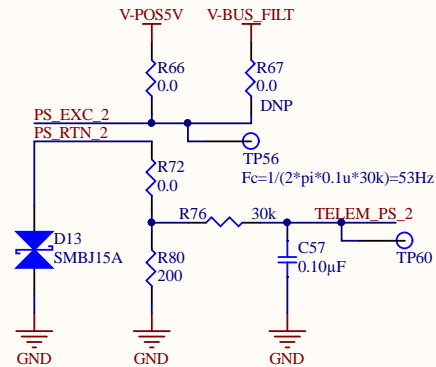 V-POS5V V-BUS_FILT
R66
0.0
R67
0.0
DNP
PS_EXC_2
PS_RTN_2
TP56
Fc=1/(2*pi*0.1u*30k)=53Hz
R72
0.0
R76 30k TELEM_PS_2
D13
SMBJ15A
R80
200
C57
0.10µF
TP60
GND GND GND